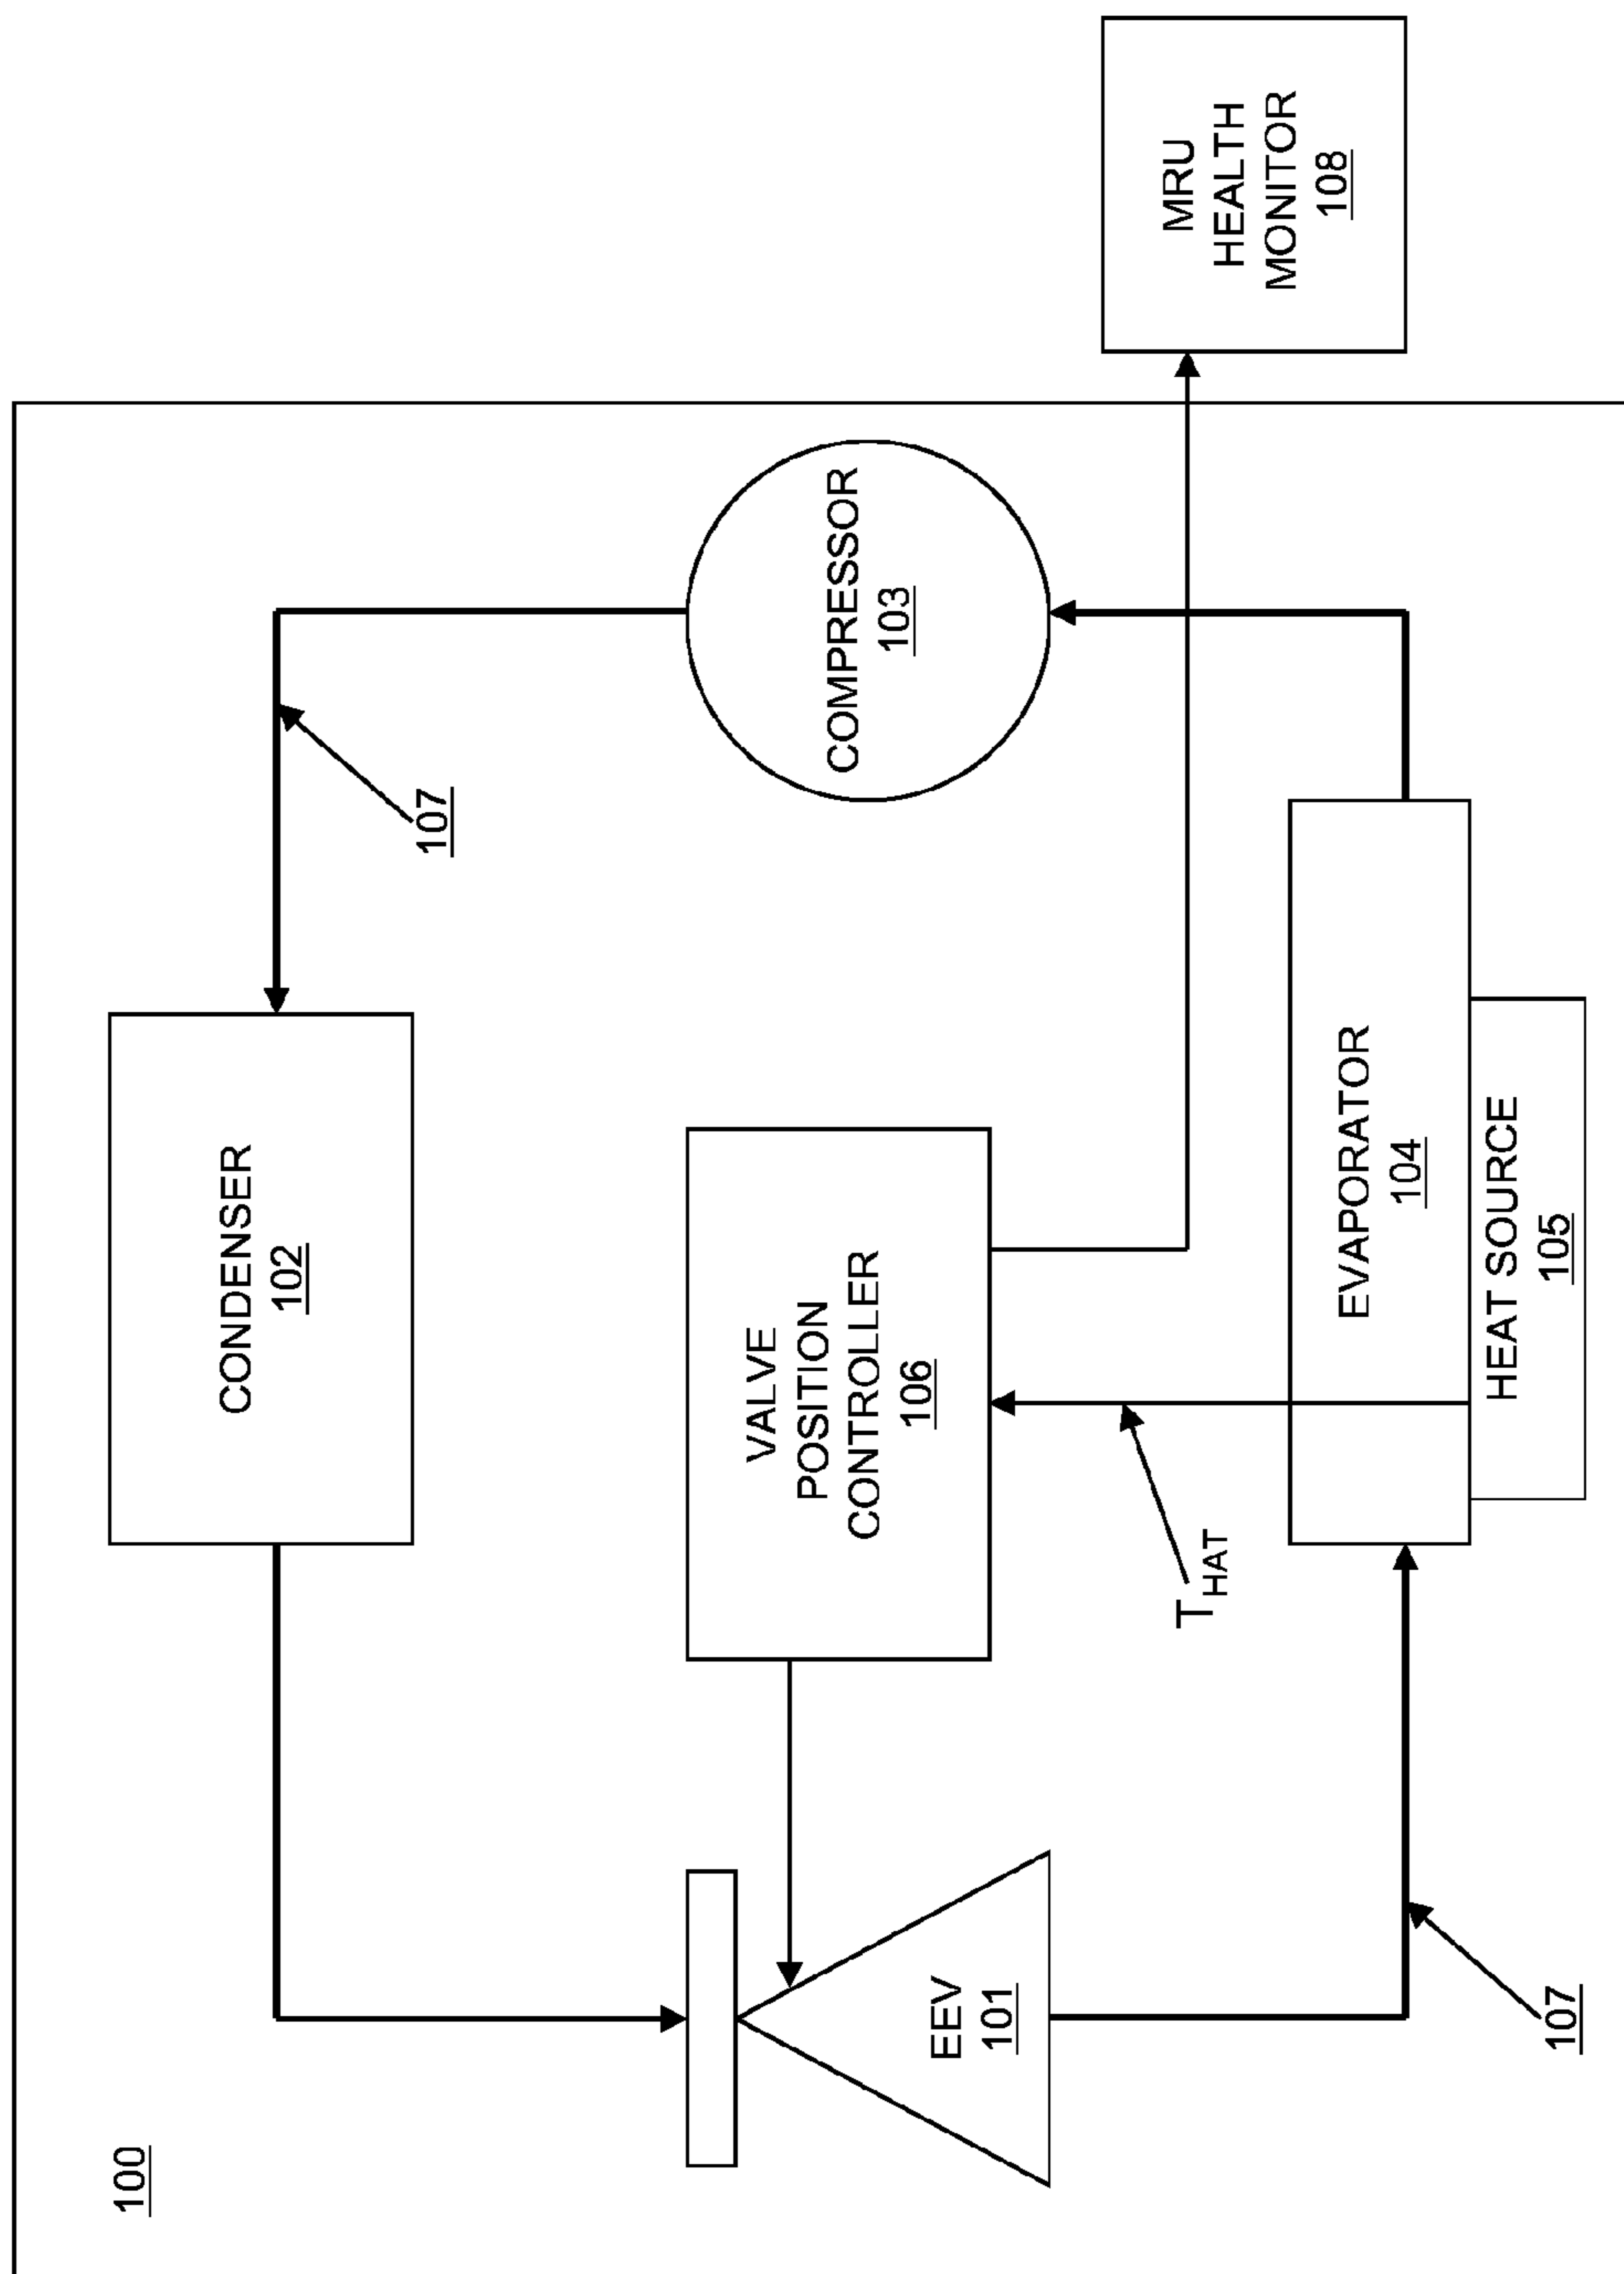 100
CONDENSER
102
107
EEV
101
VALVE
POSITION
CONTROLLER
106
COMPRESSOR
103
T HAT
MRU
HEALTH
MONITOR
108
EVAPORATOR
104
HEAT SOURCE
105
107